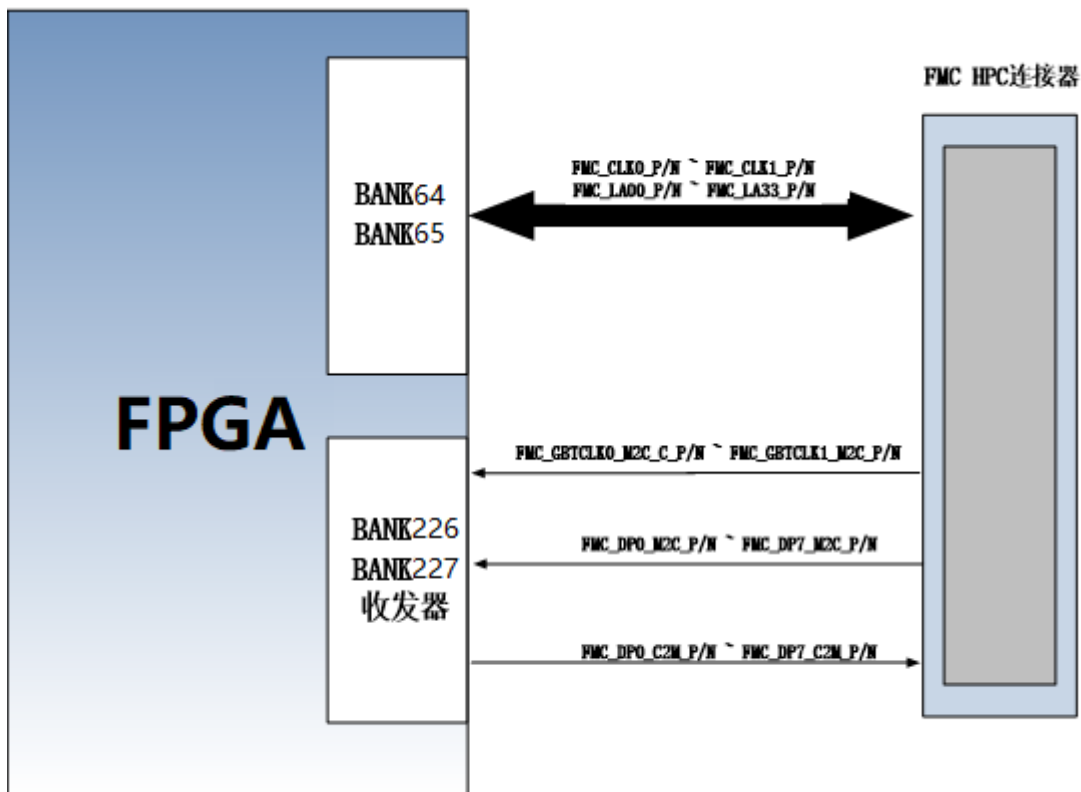 FMC HPC连接器
FMC_CLK0_P/N ~ FMC_CLK1_P/N
FMC_LA00_P/N ~ FMC_LA33_P/N
BANK64
BANK65
FPGA
FMC_GBTCLK0_M2C_C_P/N ~ FMC_GBTCLK1_M2C_P/N
BANK226
BANK227
收发器
FMC_DP0_M2C_P/N ~ FMC_DP7_M2C_P/N
FMC_DP0_C2M_P/N ~ FMC_DP7_C2M_P/N